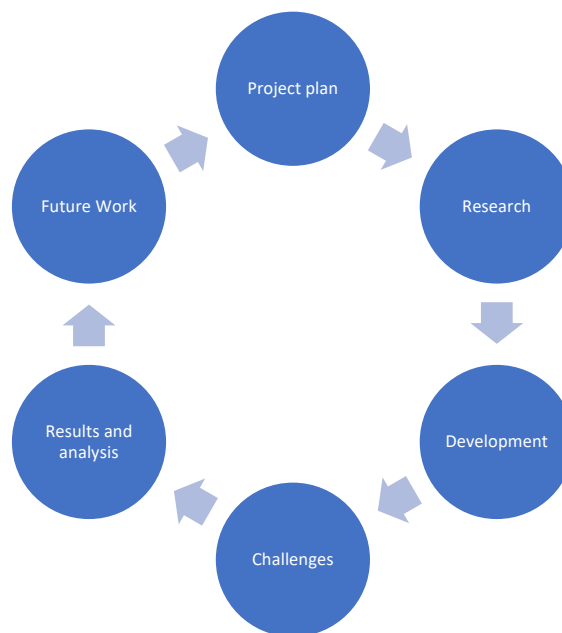 Project plan
Research
Development
Challenges
Results and
analysis
Future Work